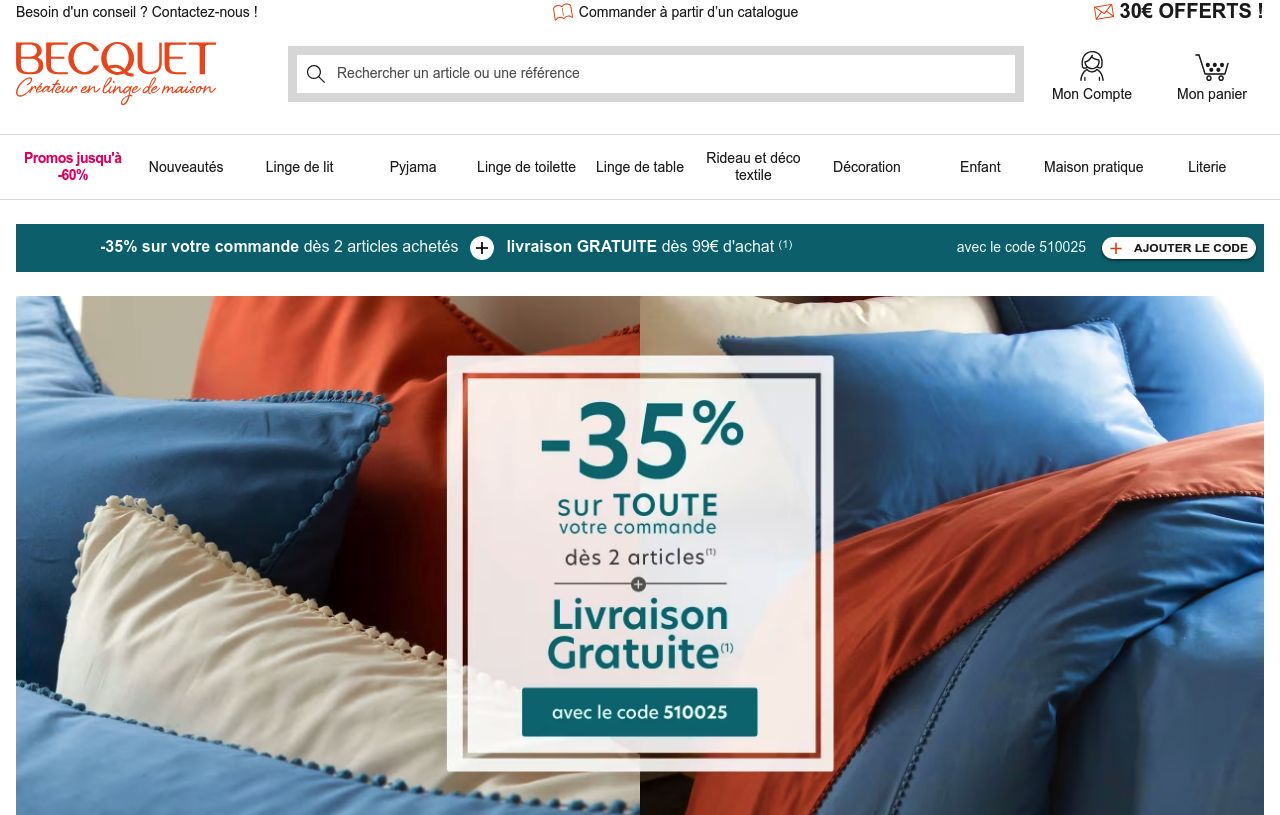 Besoin d'un conseil ? Contactez-nous !
Commander à partir d'un catalogue
30€ OFFERTS !
BECQUET
Créateur en linge de maison
Rechercher un article ou une référence
Mon Compte
Mon panier
Promos jusqu'à
-60%
Nouveautés
Linge de lit
Pyjama
Linge de toilette
Linge de table
Rideau et déco
textile
Décoration
Enfant
Maison pratique
Literie
-35% sur votre commande dès 2 articles achetés + livraison GRATUITE dès 99€ d'achat (1)
avec le code 510025
+ AJOUTER LE CODE
-35%
sur TOUTE
votre commande
dès 2 articles(1)
+
Livraison
Gratuite(1)
avec le code 510025